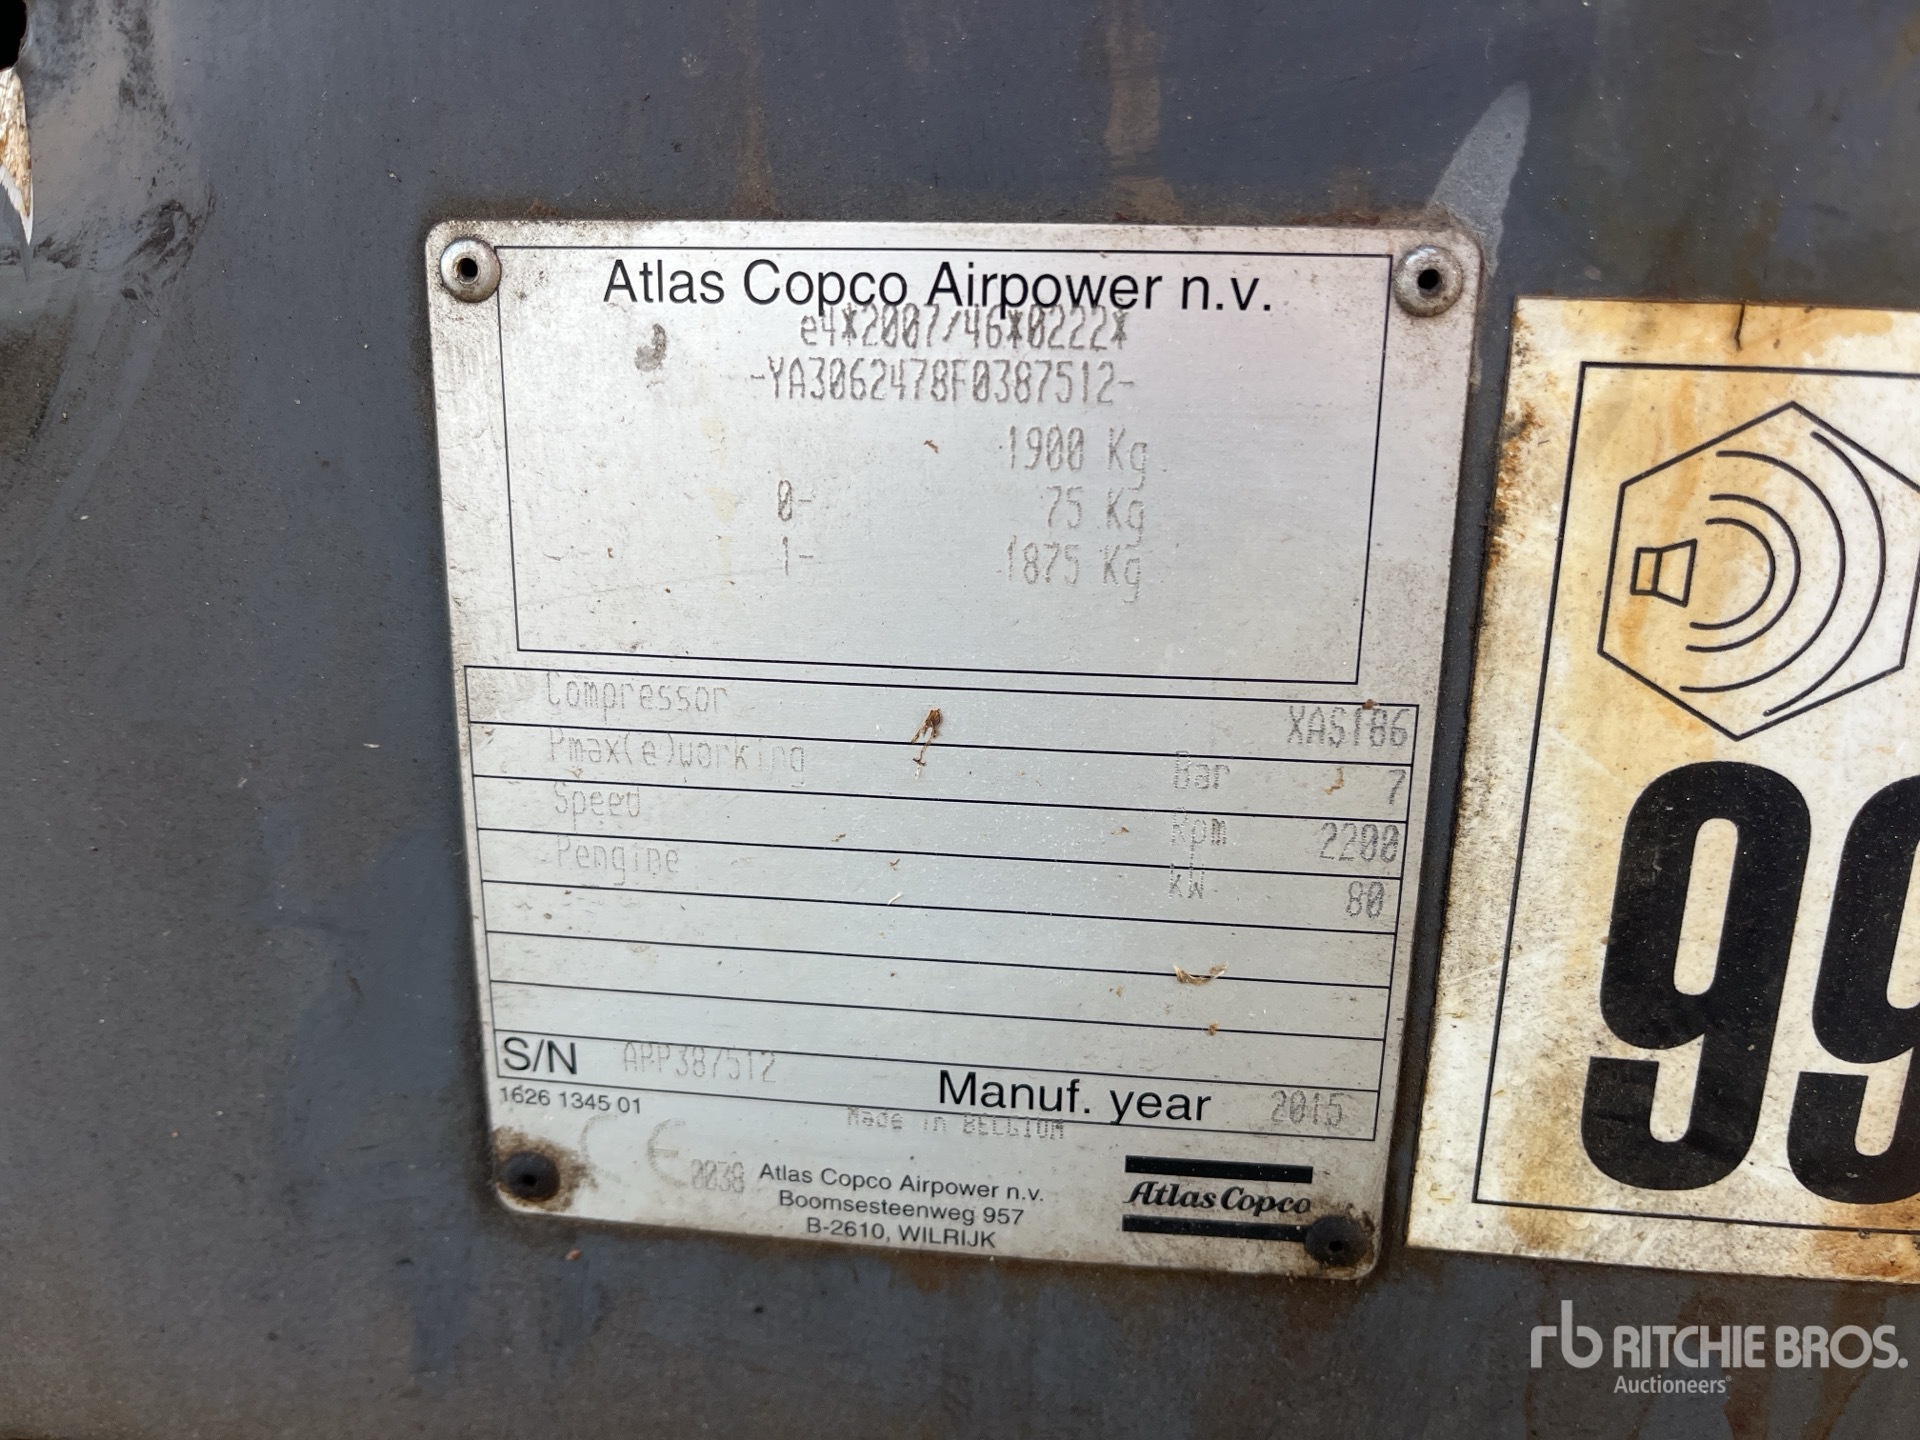 Atlas Copco Airpower n.v.
e4*2007/46*0222*
-YA3062478F0387512-
1900 Kg
0- 75 Kg
1- 1875 Kg
Compressor XAS186
Pmax(e)working Bar 7
Speed Rpm 2200
Pengine kW 80
S/N APP387512 Manuf. year 2015
1626 1345 01 Made in BELGIUM
CE 0038
Atlas Copco Airpower n.v.
Boomsesteenweg 957
B-2610, WILRIJK
Atlas Copco
99
rb RITCHIE BROS.
Auctioneers